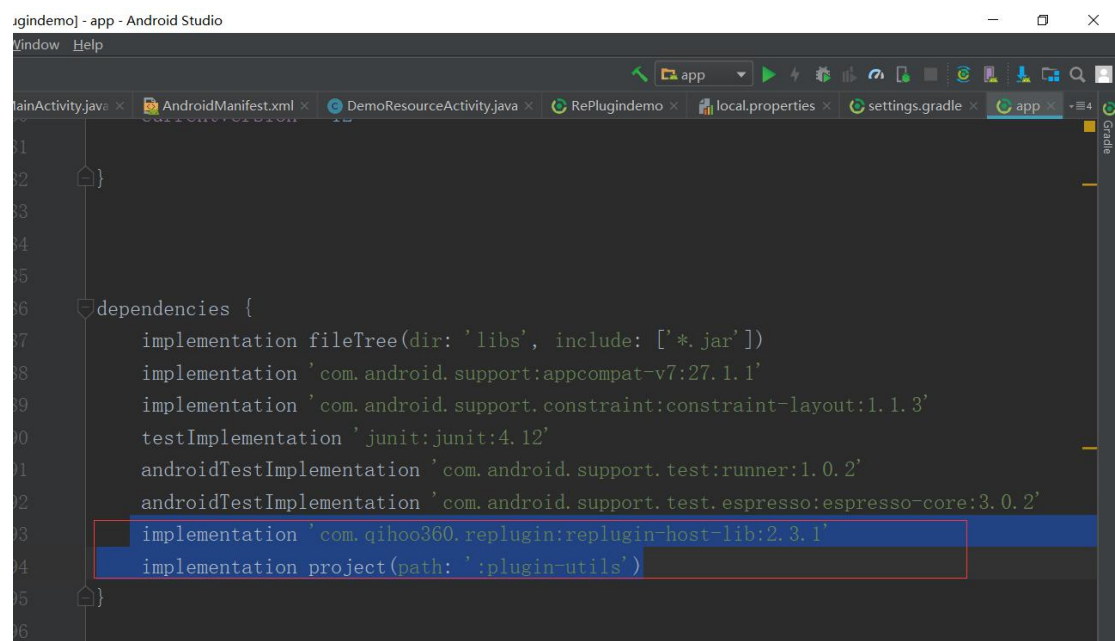 ugindemo] - app - Android Studio
Window Help
app
MainActivity.java AndroidManifest.xml DemoResourceActivity.java RePlugindemo local.properties settings.gradle app 4
Gradle
currentVersion 12
31
32 }
33
34
35
36 dependencies {
37 implementation fileTree(dir: 'libs', include: ['*.jar'])
38 implementation 'com.android.support:appcompat-v7:27.1.1'
39 implementation 'com.android.support.constraint:constraint-layout:1.1.3'
90 testImplementation 'junit:junit:4.12'
91 androidTestImplementation 'com.android.support.test:runner:1.0.2'
92 androidTestImplementation 'com.android.support.test.espresso:espresso-core:3.0.2'
93 implementation 'com.qihoo360.replugin:replugin-host-lib:2.3.1'
94 implementation project(path: ':plugin-utils')
95 }
96